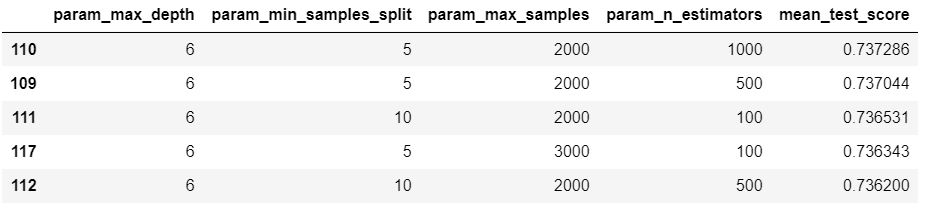 param_max_depth param_min_samples_split param_max_samples param_n_estimators mean_test_score
110 6 5 2000 1000 0.737286
109 6 5 2000 500 0.737044
111 6 10 2000 100 0.736531
117 6 5 3000 100 0.736343
112 6 10 2000 500 0.736200